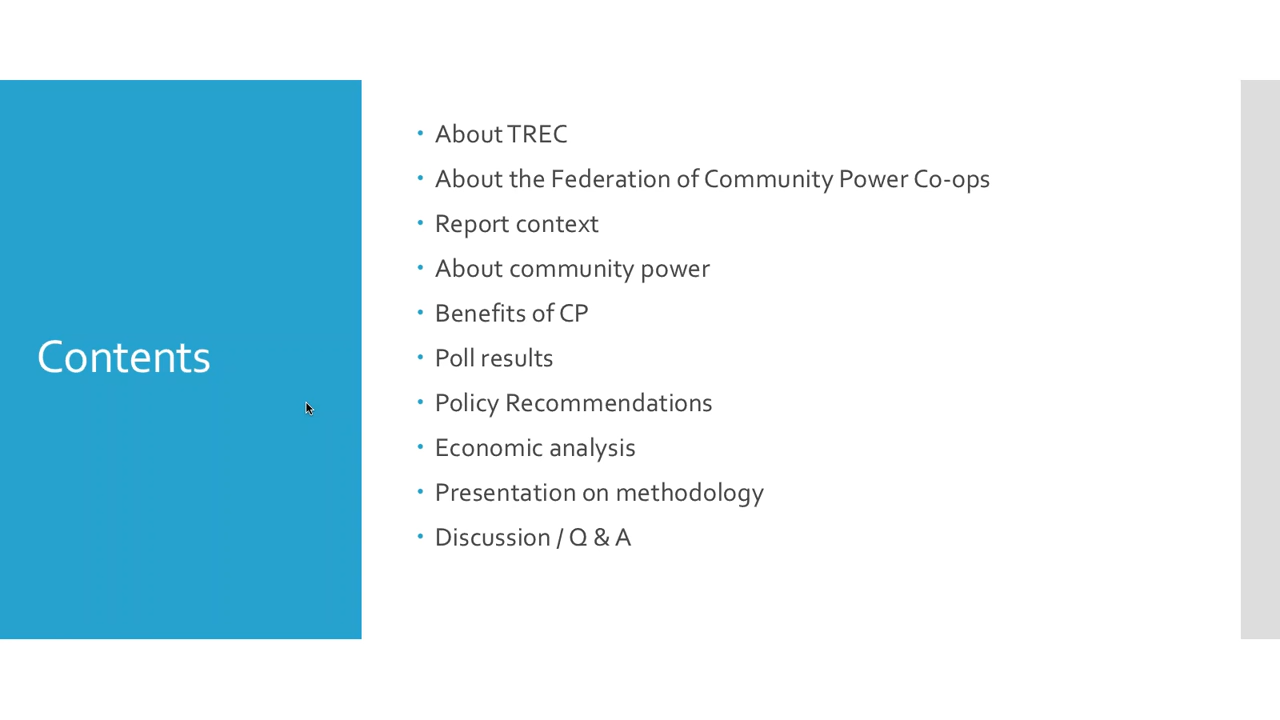 Contents
• About TREC
• About the Federation of Community Power Co-ops
• Report context
• About community power
• Benefits of CP
• Poll results
• Policy Recommendations
• Economic analysis
• Presentation on methodology
• Discussion / Q & A